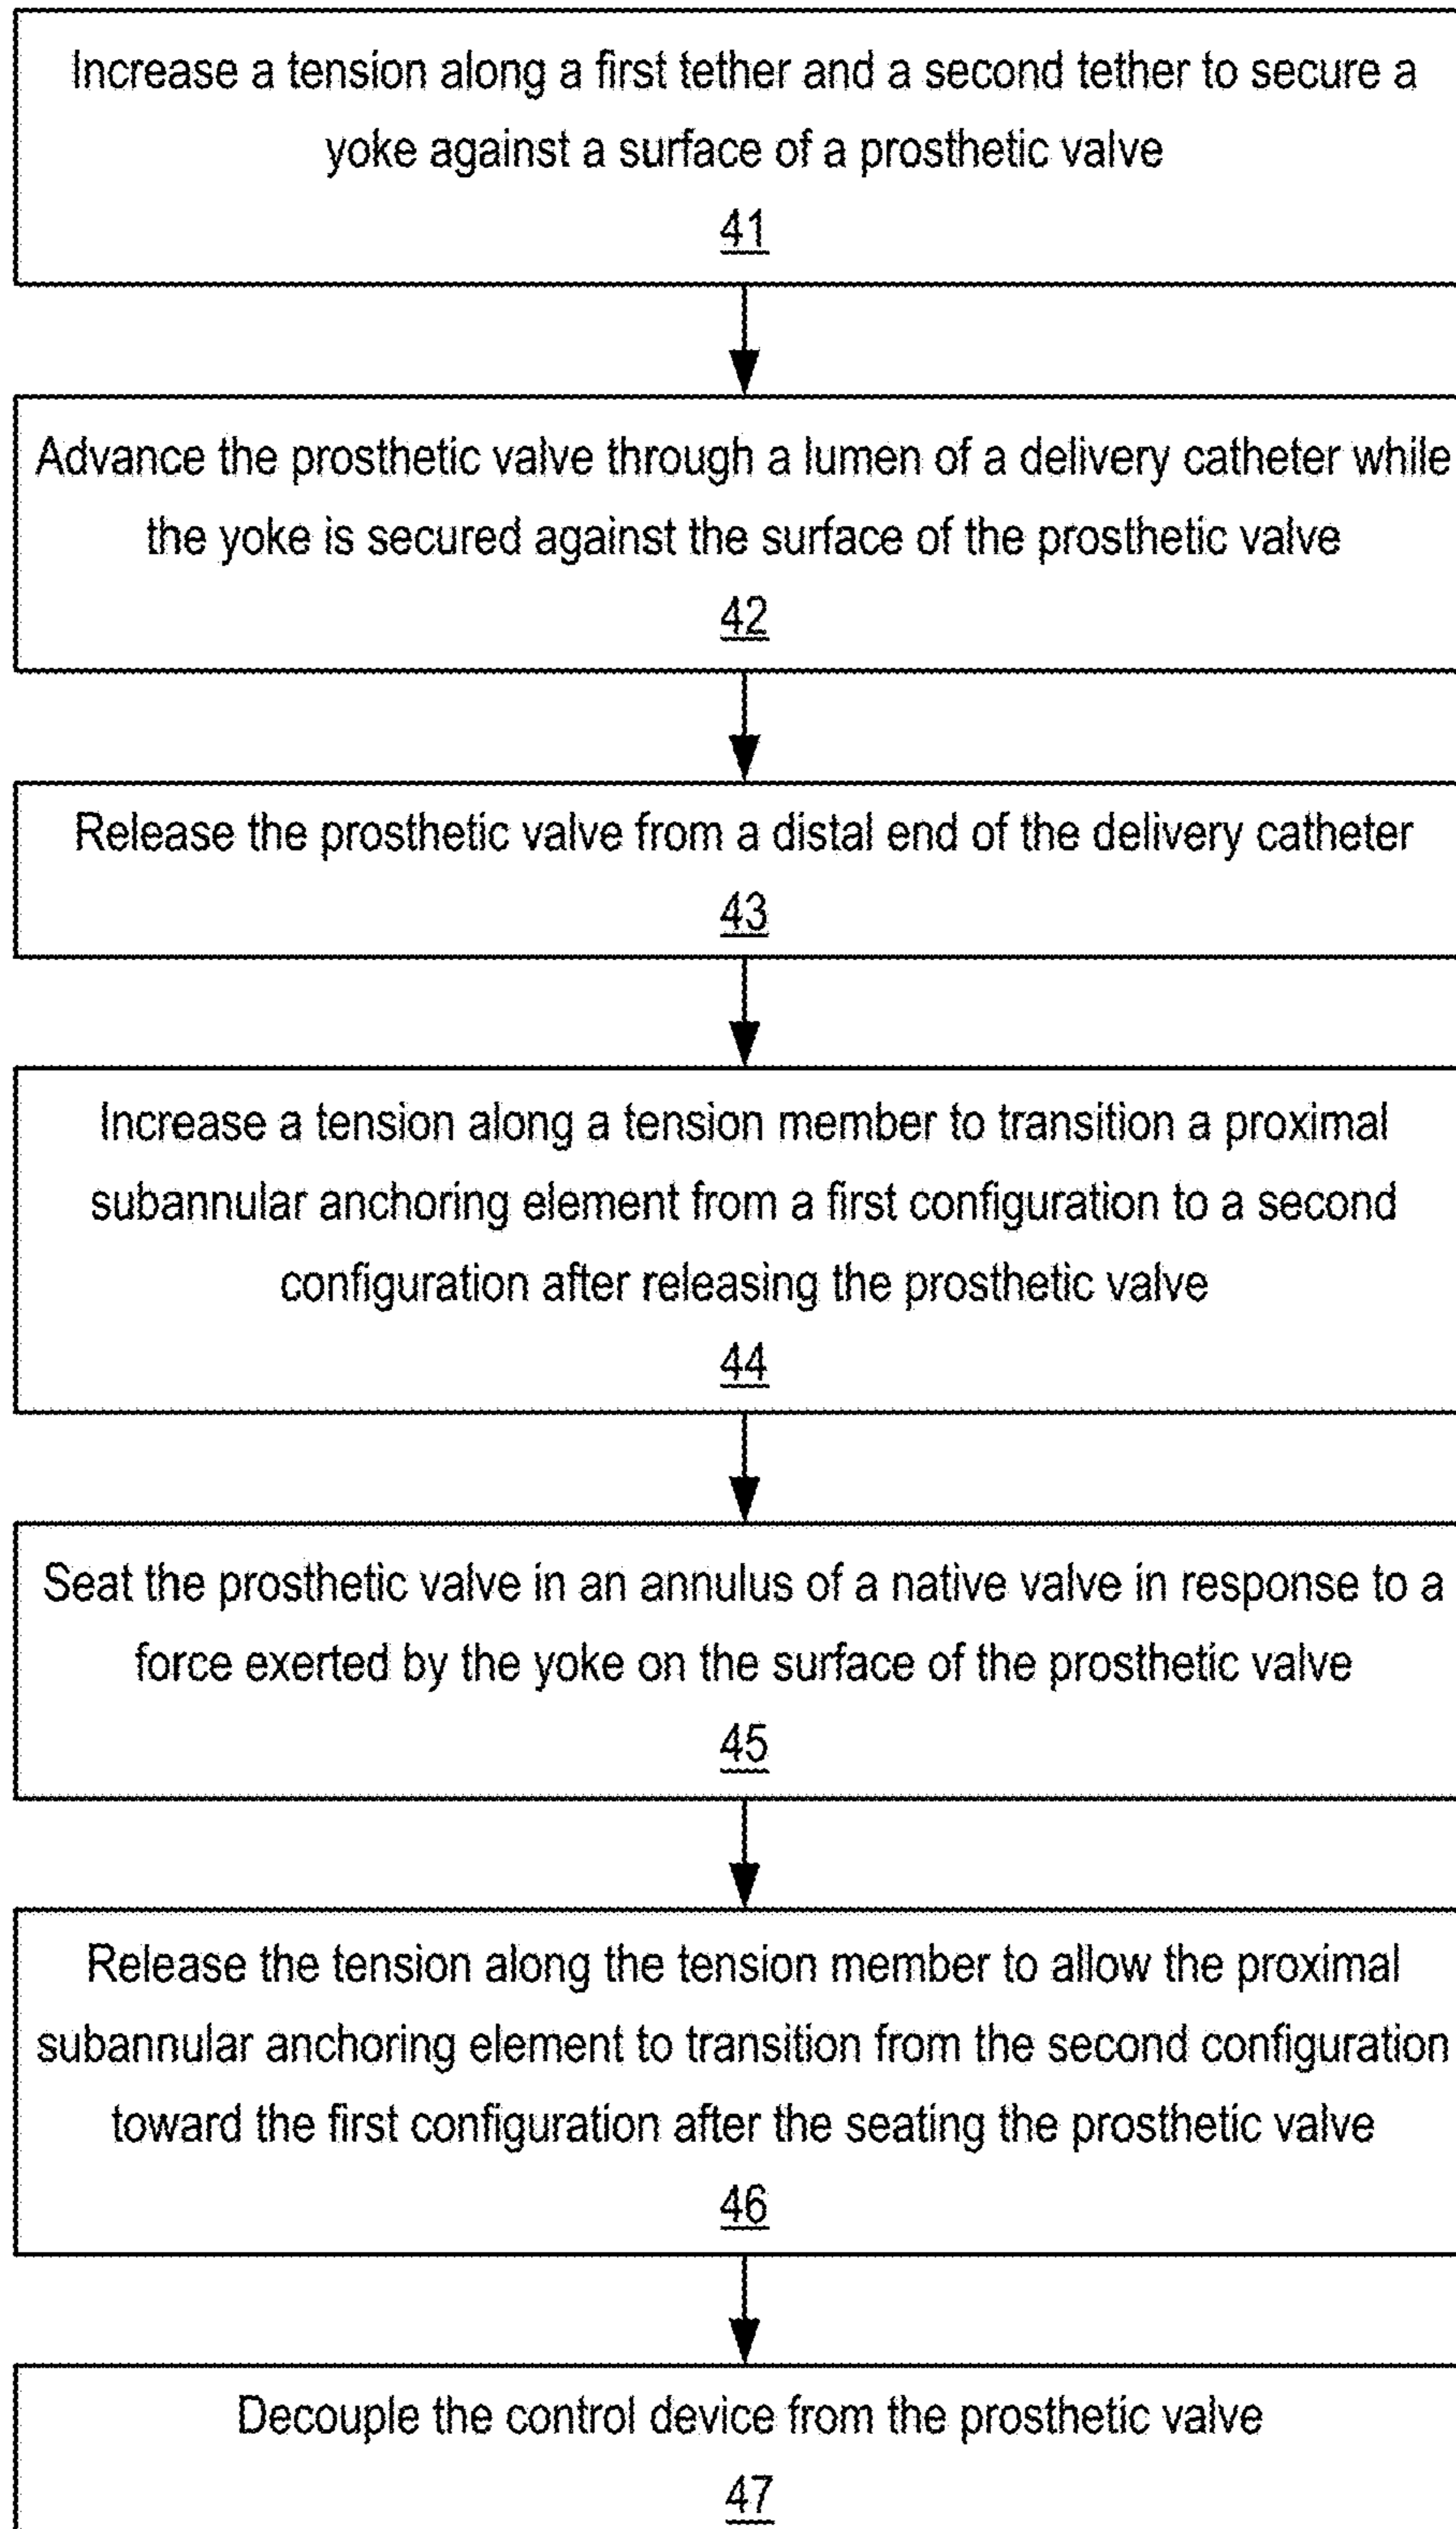 Increase a tension along a first tether and a second tether to secure a
yoke against a surface of a prosthetic valve
41
Advance the prosthetic valve through a lumen of a delivery catheter while
the yoke is secured against the surface of the prosthetic valve
42
Release the prosthetic valve from a distal end of the delivery catheter
43
Increase a tension along a tension member to transition a proximal
subannular anchoring element from a first configuration to a second
configuration after releasing the prosthetic valve
44
Seat the prosthetic valve in an annulus of a native valve in response to a
force exerted by the yoke on the surface of the prosthetic valve
45
Release the tension along the tension member to allow the proximal
subannular anchoring element to transition from the second configuration
toward the first configuration after the seating the prosthetic valve
46
Decouple the control device from the prosthetic valve
47